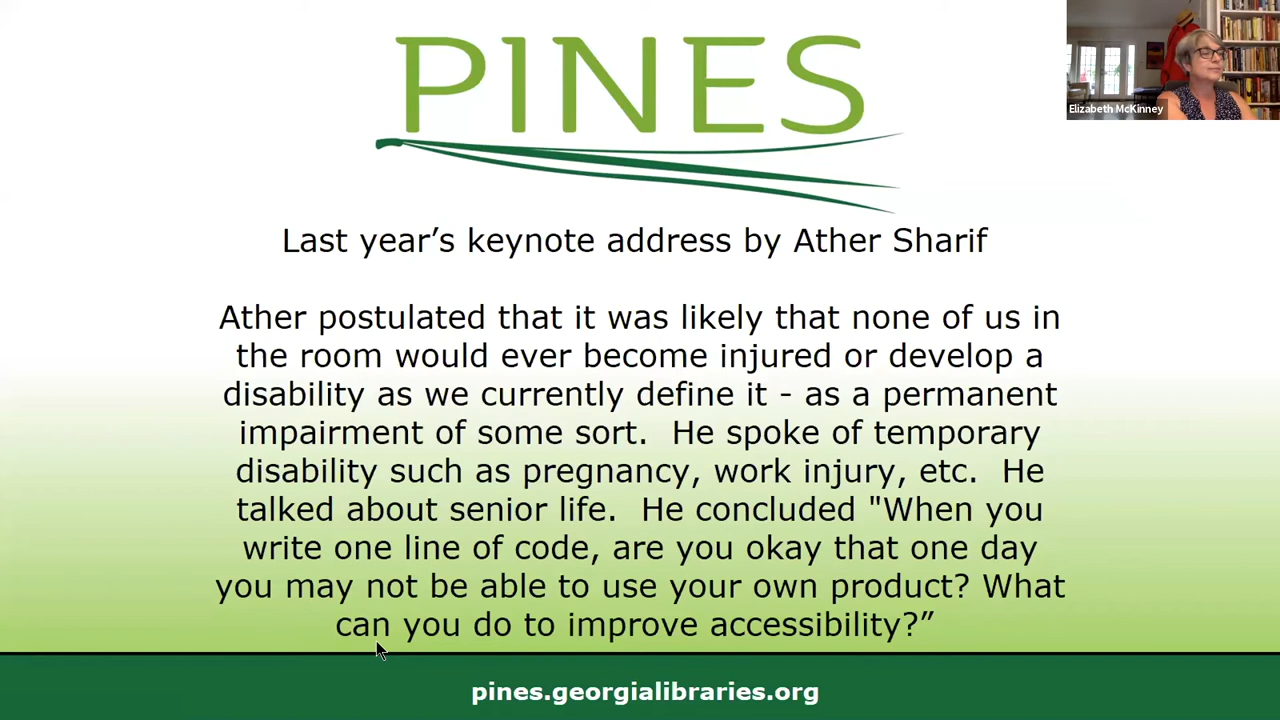 PINES
Elizabeth McKinney
Last year’s keynote address by Ather Sharif
Ather postulated that it was likely that none of us in
the room would ever become injured or develop a
disability as we currently define it - as a permanent
impairment of some sort.  He spoke of temporary
disability such as pregnancy, work injury, etc.  He
talked about senior life.  He concluded "When you
write one line of code, are you okay that one day
you may not be able to use your own product? What
can you do to improve accessibility?”
pines.georgialibraries.org